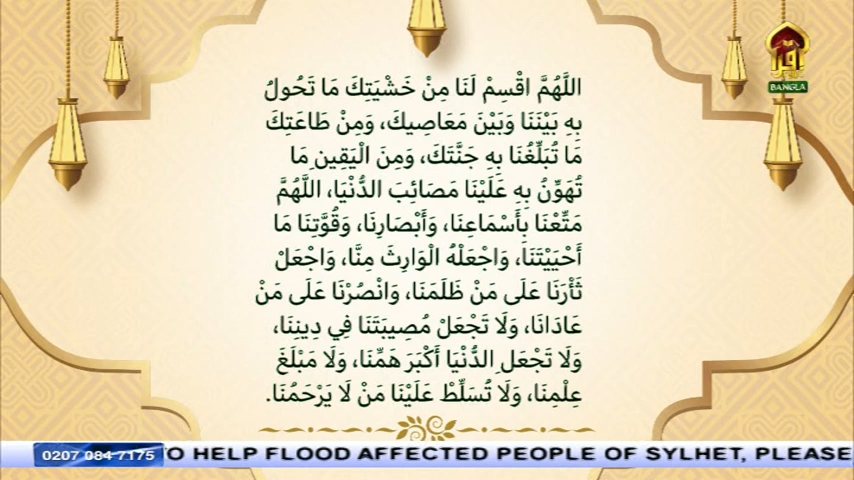 اللَّهُمَّ اقْسِمْ لَنَا مِنْ خَشْيَتِكَ مَا تَحُولُ
بِهِ بَيْنَنَا وَبَيْنَ مَعَاصِيكَ، وَمِنْ طَاعَتِكَ
مَا تُبَلِّغُنَا بِهِ جَنَّتَكَ، وَمِنَ الْيَقِينِ مَا
تُهَوِّنُ بِهِ عَلَيْنَا مَصَائِبَ الدُّنْيَا، اللَّهُمَّ
مَتِّعْنَا بِأَسْمَاعِنَا، وَأَبْصَارِنَا، وَقُوَّتِنَا مَا
أَحْيَيْتَنَا، وَاجْعَلْهُ الْوَارِثَ مِنَّا، وَاجْعَلْ
ثَأْرَنَا عَلَى مَنْ ظَلَمَنَا، وَانْصُرْنَا عَلَى مَنْ
عَادَانَا، وَلَا تَجْعَلْ مُصِيبَتَنَا فِي دِينِنَا،
وَلَا تَجْعَلِ الدُّنْيَا أَكْبَرَ هَمِّنَا، وَلَا مَبْلَغَ
عِلْمِنَا، وَلَا تُسَلِّطْ عَلَيْنَا مَنْ لَا يَرْحَمُنَا.
BANGLA
0207 084 7175 TO HELP FLOOD AFFECTED PEOPLE OF SYLHET, PLEASE